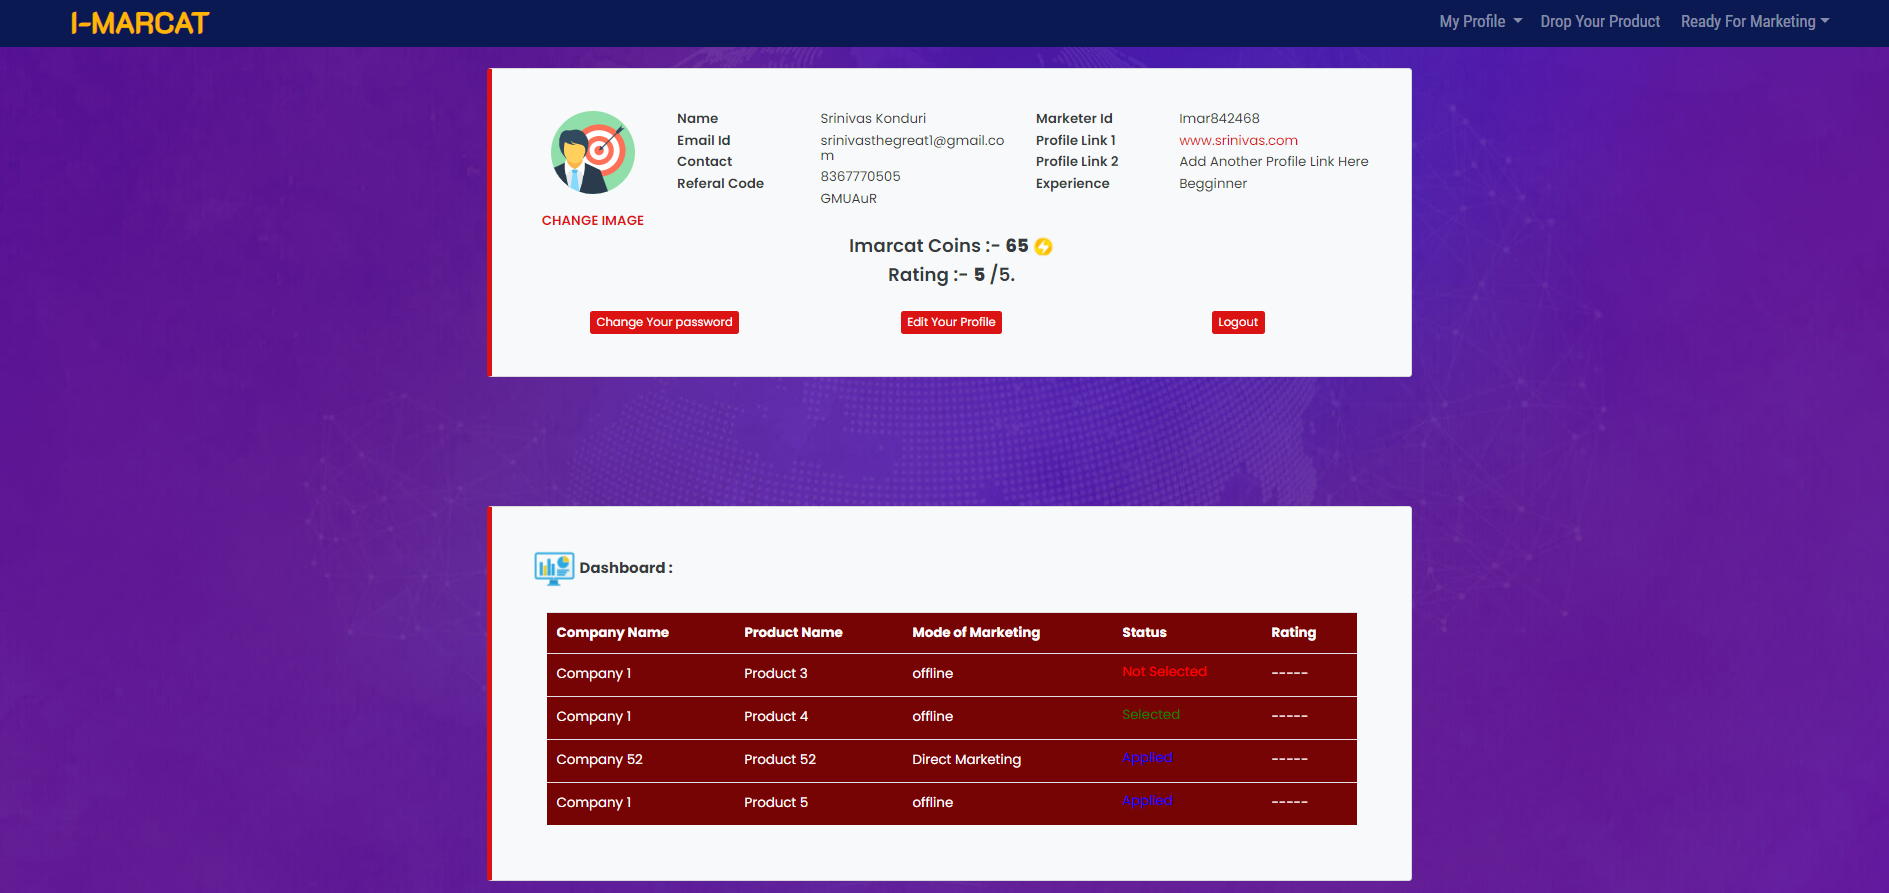 I-MARCAT
My Profile Drop Your Product Ready For Marketing
Name Srinivas Konduri Marketer Id Imar842468
Email Id srinivasthegreat1@gmail.co Profile Link 1 www.srinivas.com
m
Contact 8367770505 Profile Link 2 Add Another Profile Link Here
Referal Code GMUAuR Experience Begginner
CHANGE IMAGE
Imarcat Coins :- 65
Rating :- 5 /5.
Change Your password Edit Your Profile Logout
Dashboard :
Company Name Product Name Mode of Marketing Status Rating
Company 1 Product 3 offline Not Selected -----
Company 1 Product 4 offline Selected -----
Company 52 Product 52 Direct Marketing Applied -----
Company 1 Product 5 offline Applied -----